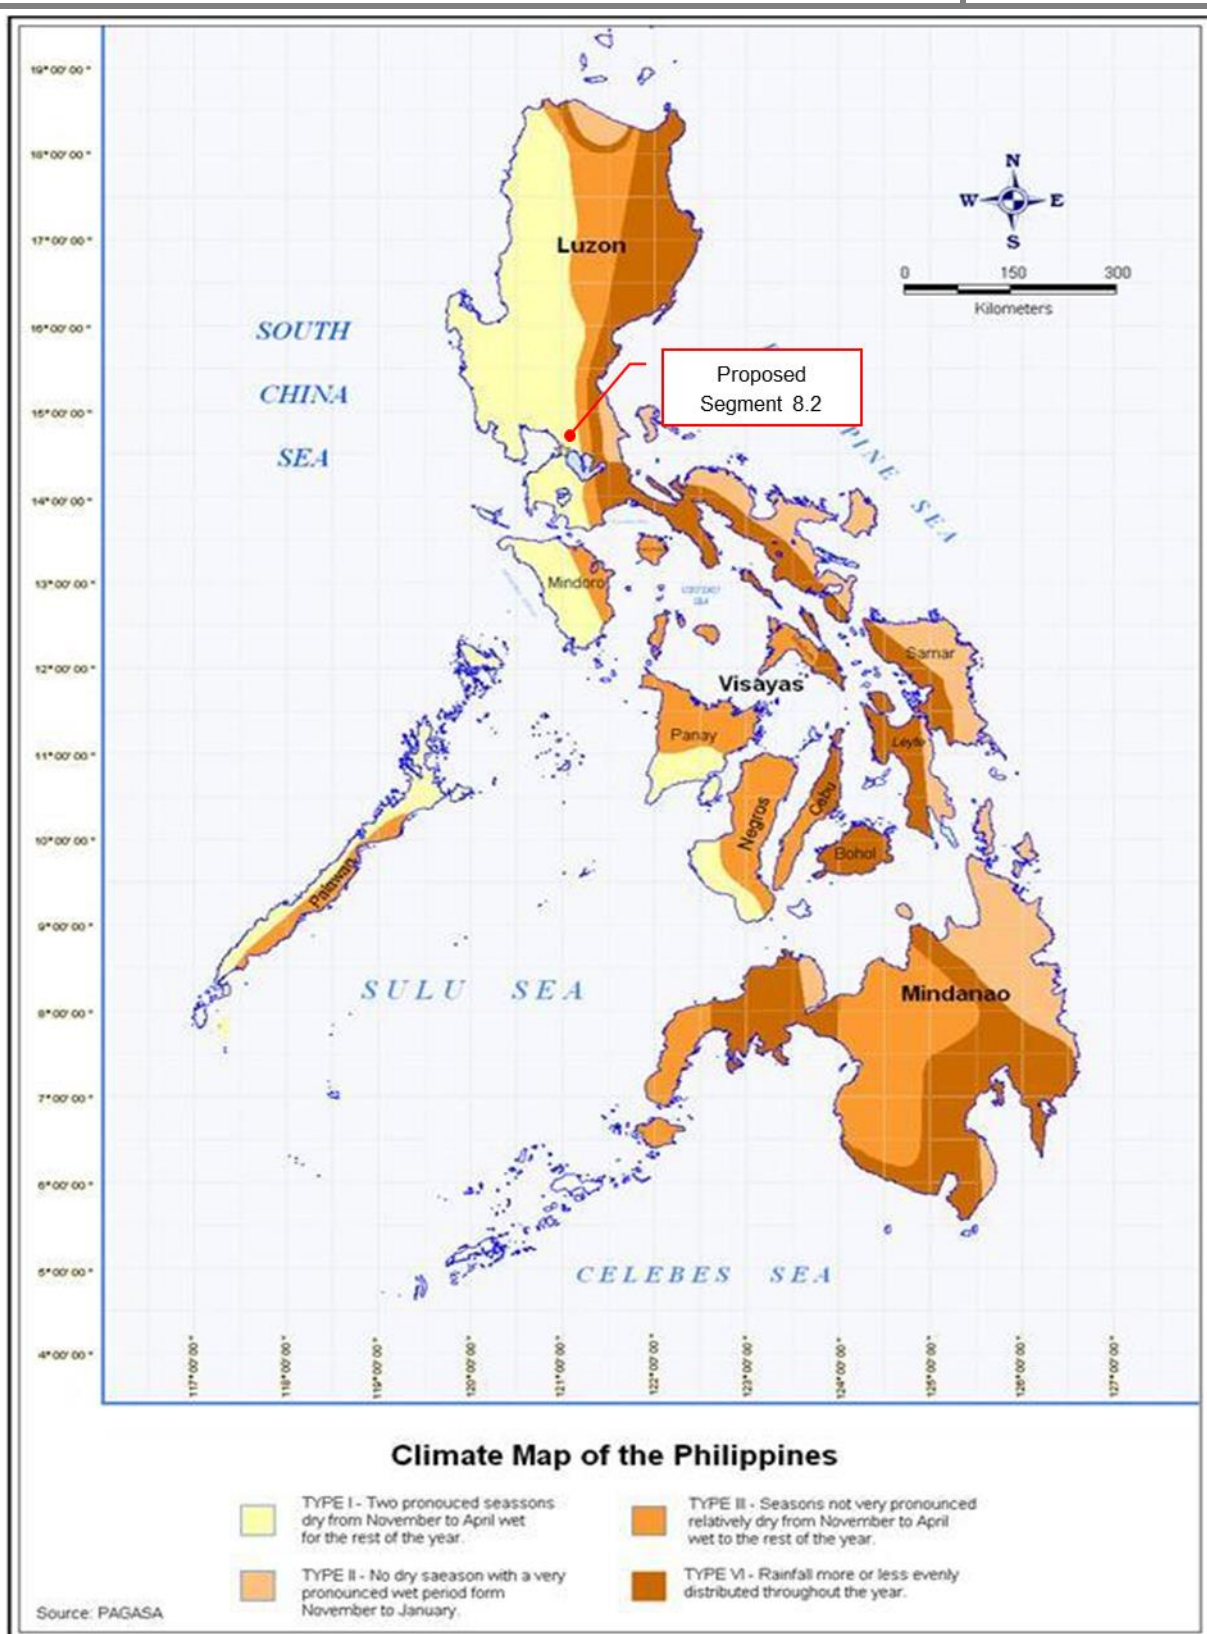 19° 00' 00 "
18° 00' 00 "
17° 00' 00 "
16° 00' 00 "
15° 00' 00 "
14° 00' 00 "
13° 00' 00 "
12° 00' 00 "
11° 00' 00 "
10° 00' 00 "
9° 00' 00 "
8° 00' 00 "
7° 00' 00 "
6° 00' 00 "
5° 00' 00 "
4° 00' 00 "
N
W E
S
0 150 300
Kilometers
Luzon
SOUTH
CHINA
SEA
Proposed
Segment 8.2
PINE SEA
Mindoro
Samar
Visayas
Panay
Leyte
Negros
Cebu
Bohol
Palawan
SULU SEA
Mindanao
CELEBES SEA
117° 00' 00 "
118° 00' 00 "
119° 00' 00 "
120° 00' 00 "
121° 00' 00 "
122° 00' 00 "
123° 00' 00 "
124° 00' 00 "
125° 00' 00 "
126° 00' 00 "
127° 00' 00 "
Climate Map of the Philippines
TYPE I - Two pronouced seassons
dry from November to April wet
for the rest of the year.
TYPE II - No dry saeason with a very
pronounced wet period form
November to January.
TYPE III - Seasons not very pronounced
relatively dry from November to April
wet to the rest of the year.
TYPE VI - Rainfall more or less evenly
distributed throughout the year.
Source: PAGASA